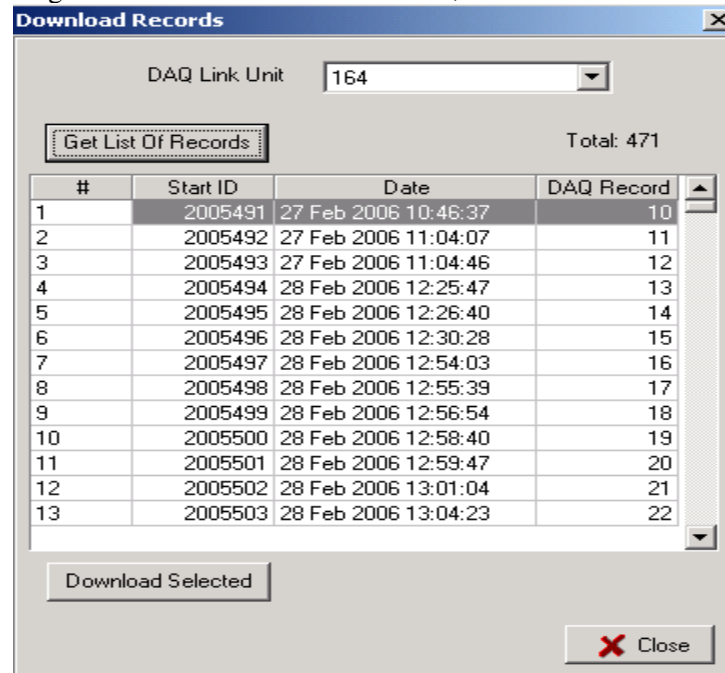 Download Records
DAQ Link Unit 164
Get List Of Records Total: 471
# Start ID Date DAQ Record
1 2005491 27 Feb 2006 10:46:37 10
2 2005492 27 Feb 2006 11:04:07 11
3 2005493 27 Feb 2006 11:04:46 12
4 2005494 28 Feb 2006 12:25:47 13
5 2005495 28 Feb 2006 12:26:40 14
6 2005496 28 Feb 2006 12:30:28 15
7 2005497 28 Feb 2006 12:54:03 16
8 2005498 28 Feb 2006 12:55:39 17
9 2005499 28 Feb 2006 12:56:54 18
10 2005500 28 Feb 2006 12:58:40 19
11 2005501 28 Feb 2006 12:59:47 20
12 2005502 28 Feb 2006 13:01:04 21
13 2005503 28 Feb 2006 13:04:23 22
Download Selected
Close